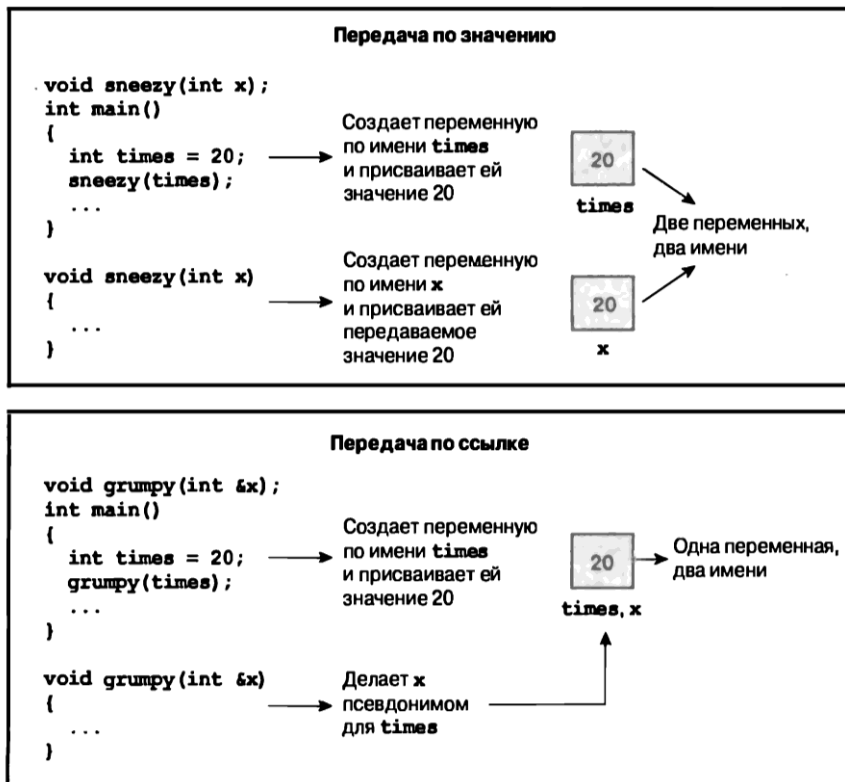 Передача по значению
void sneezy(int x);
int main()
{
int times = 20;
sneezy(times);
...
}
Создает переменную
по имени times
и присваивает ей
значение 20
20
times
Две переменных,
два имени
void sneezy(int x)
{
...
}
Создает переменную
по имени x
и присваивает ей
передаваемое
значение 20
20
x
Передача по ссылке
void grumpy(int &x);
int main()
{
int times = 20;
grumpy(times);
...
}
Создает переменную
по имени times
и присваивает ей
значение 20
20
times, x
Одна переменная,
два имени
void grumpy(int &x)
{
...
}
Делает x
псевдонимом
для times